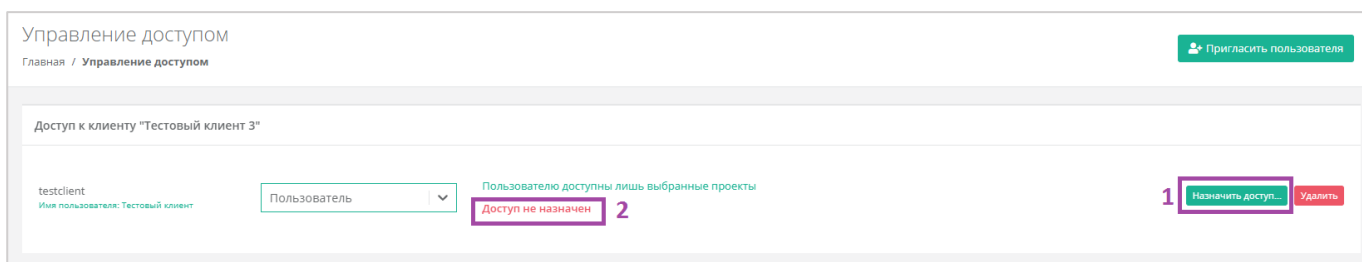 Управление доступом
Главная / Управление доступом
Пригласить пользователя
Доступ к клиенту "Тестовый клиент 3"
testclient
Имя пользователя: Тестовый клиент
Пользователь
Пользователю доступны лишь выбранные проекты
Доступ не назначен
2
1
Назначить доступ...
Удалить